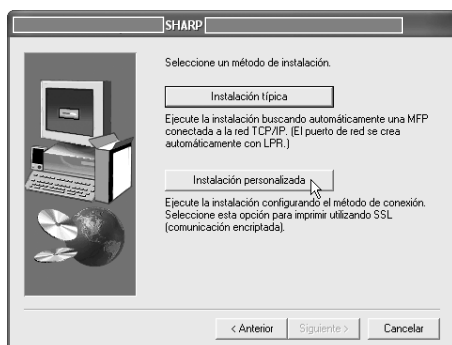 SHARP
Seleccione un método de instalación.
Instalación típica
Ejecute la instalación buscando automáticamente una MFP
conectada a la red TCP/IP. (El puerto de red se crea
automáticamente con LPR.)
Instalación personalizada
Ejecute la instalación configurando el método de conexión.
Seleccione esta opción para imprimir utilizando SSL
(comunicación encriptada).
< Anterior
Siguiente >
Cancelar